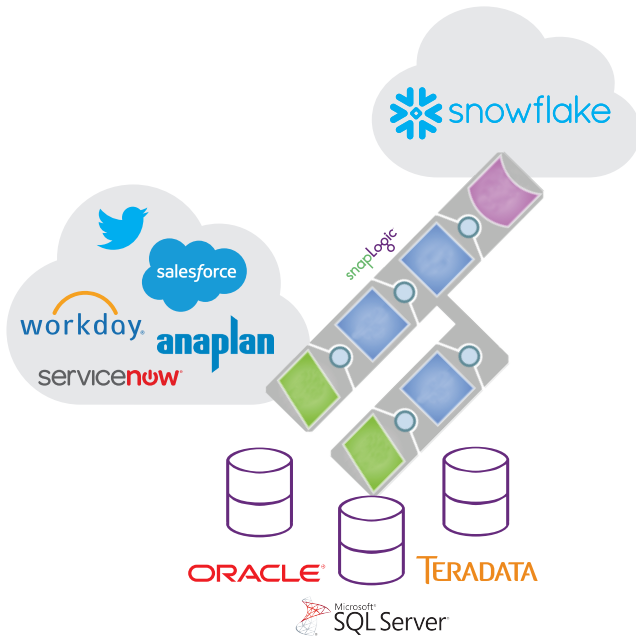 snowflake
snapLogic
salesforce
workday®
anaplan
servicenow®
ORACLE®
TERADATA
Microsoft®
SQL Server®